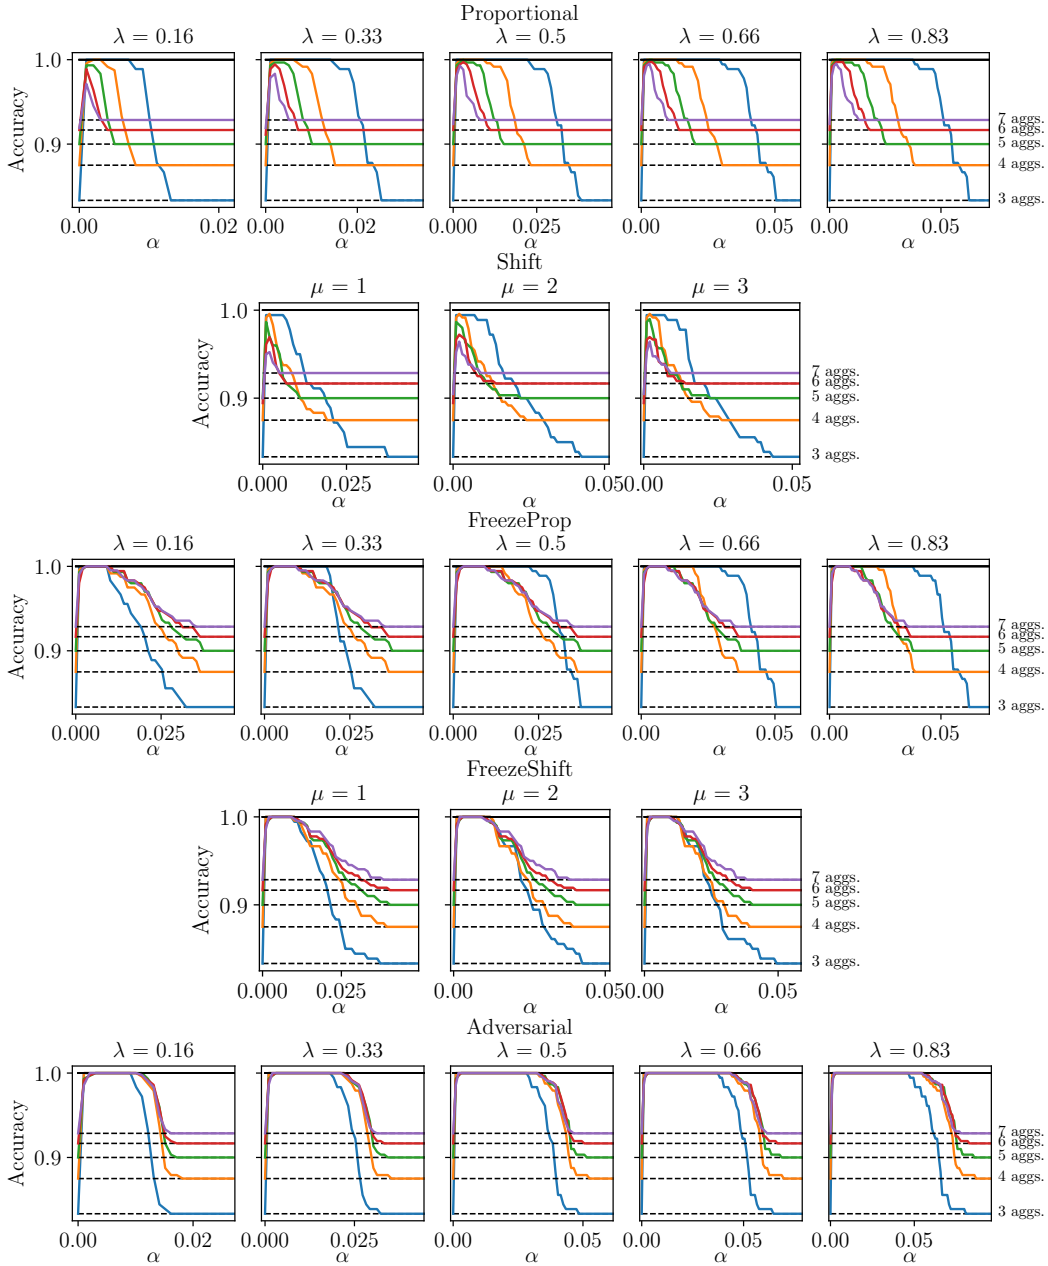 Proportional
λ = 0.16 λ = 0.33 λ = 0.5 λ = 0.66 λ = 0.83
1.0
0.9
Accuracy
7 aggs.
6 aggs.
5 aggs.
4 aggs.
3 aggs.
0.00 0.02 0.00 0.02 0.000 0.025 0.00 0.05 0.00 0.05
α α α α α
Shift
μ = 1 μ = 2 μ = 3
1.0
0.9
Accuracy
7 aggs.
6 aggs.
5 aggs.
4 aggs.
3 aggs.
0.000 0.025 0.00 0.05 0.00 0.05
α α α
FreezeProp
λ = 0.16 λ = 0.33 λ = 0.5 λ = 0.66 λ = 0.83
1.0
0.9
Accuracy
7 aggs.
6 aggs.
5 aggs.
4 aggs.
3 aggs.
0.000 0.025 0.000 0.025 0.000 0.025 0.00 0.05 0.00 0.05
α α α α α
FreezeShift
μ = 1 μ = 2 μ = 3
1.0
0.9
Accuracy
7 aggs.
6 aggs.
5 aggs.
4 aggs.
3 aggs.
0.000 0.025 0.00 0.05 0.00 0.05
α α α
Adversarial
λ = 0.16 λ = 0.33 λ = 0.5 λ = 0.66 λ = 0.83
1.0
0.9
Accuracy
7 aggs.
6 aggs.
5 aggs.
4 aggs.
3 aggs.
0.00 0.02 0.00 0.025 0.00 0.05 0.00 0.05 0.00 0.05
α α α α α